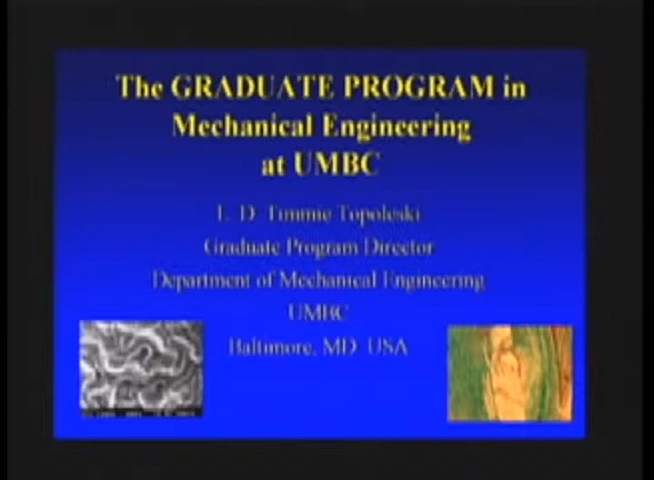 The GRADUATE PROGRAM in
Mechanical Engineering
at UMBC
L. D. Timmie Topoleski
Graduate Program Director
Department of Mechanical Engineering
UMBC
Baltimore, MD USA